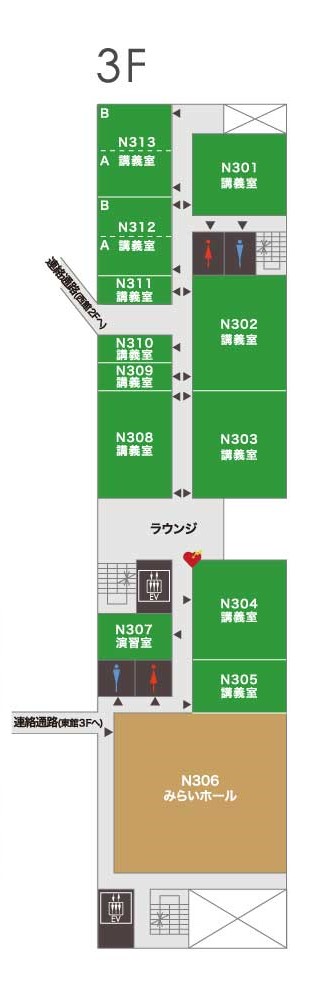 3F
B
N313
A 講義室
N301
講義室
B
N312
A 講義室
N311
講義室
連絡通路(西館2Fへ)
N302
講義室
N310
講義室
N309
講義室
N308
講義室
N303
講義室
ラウンジ
EV
N304
講義室
N307
演習室
N305
講義室
連絡通路(東館3Fへ)
N306
みらいホール
EV